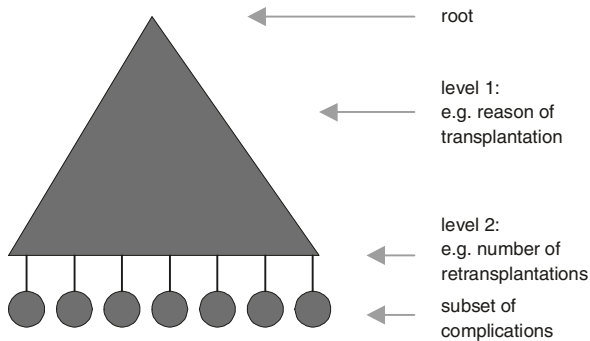 root
level 1:
e.g. reason of
transplantation
level 2:
e.g. number of
retransplantations
subset of
complications